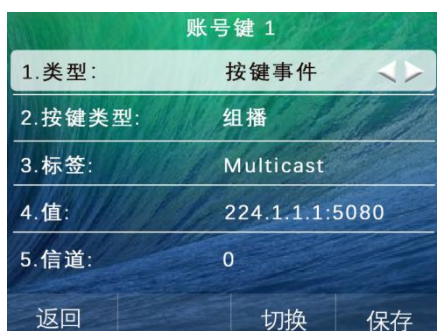 账号键 1
1.类型: 按键事件
2.按键类型: 组播
3.标签: Multicast
4.值: 224.1.1.1:5080
5.信道: 0
返回 切换 保存